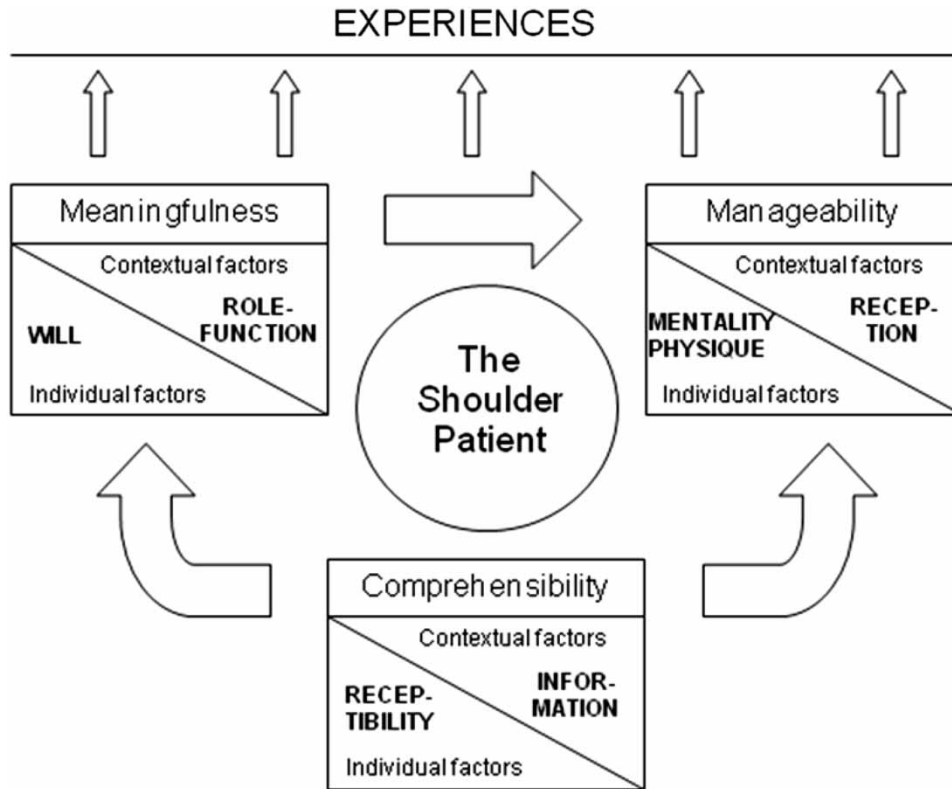 EXPERIENCES
Meaningfulness
Contextual factors
ROLE-
FUNCTION
WILL
Individual factors
Manageability
Contextual factors
RECEP-
TION
MENTALITY
PHYSIQUE
Individual factors
The
Shoulder
Patient
Comprehensibility
Contextual factors
INFOR-
MATION
RECEP-
TIBILITY
Individual factors